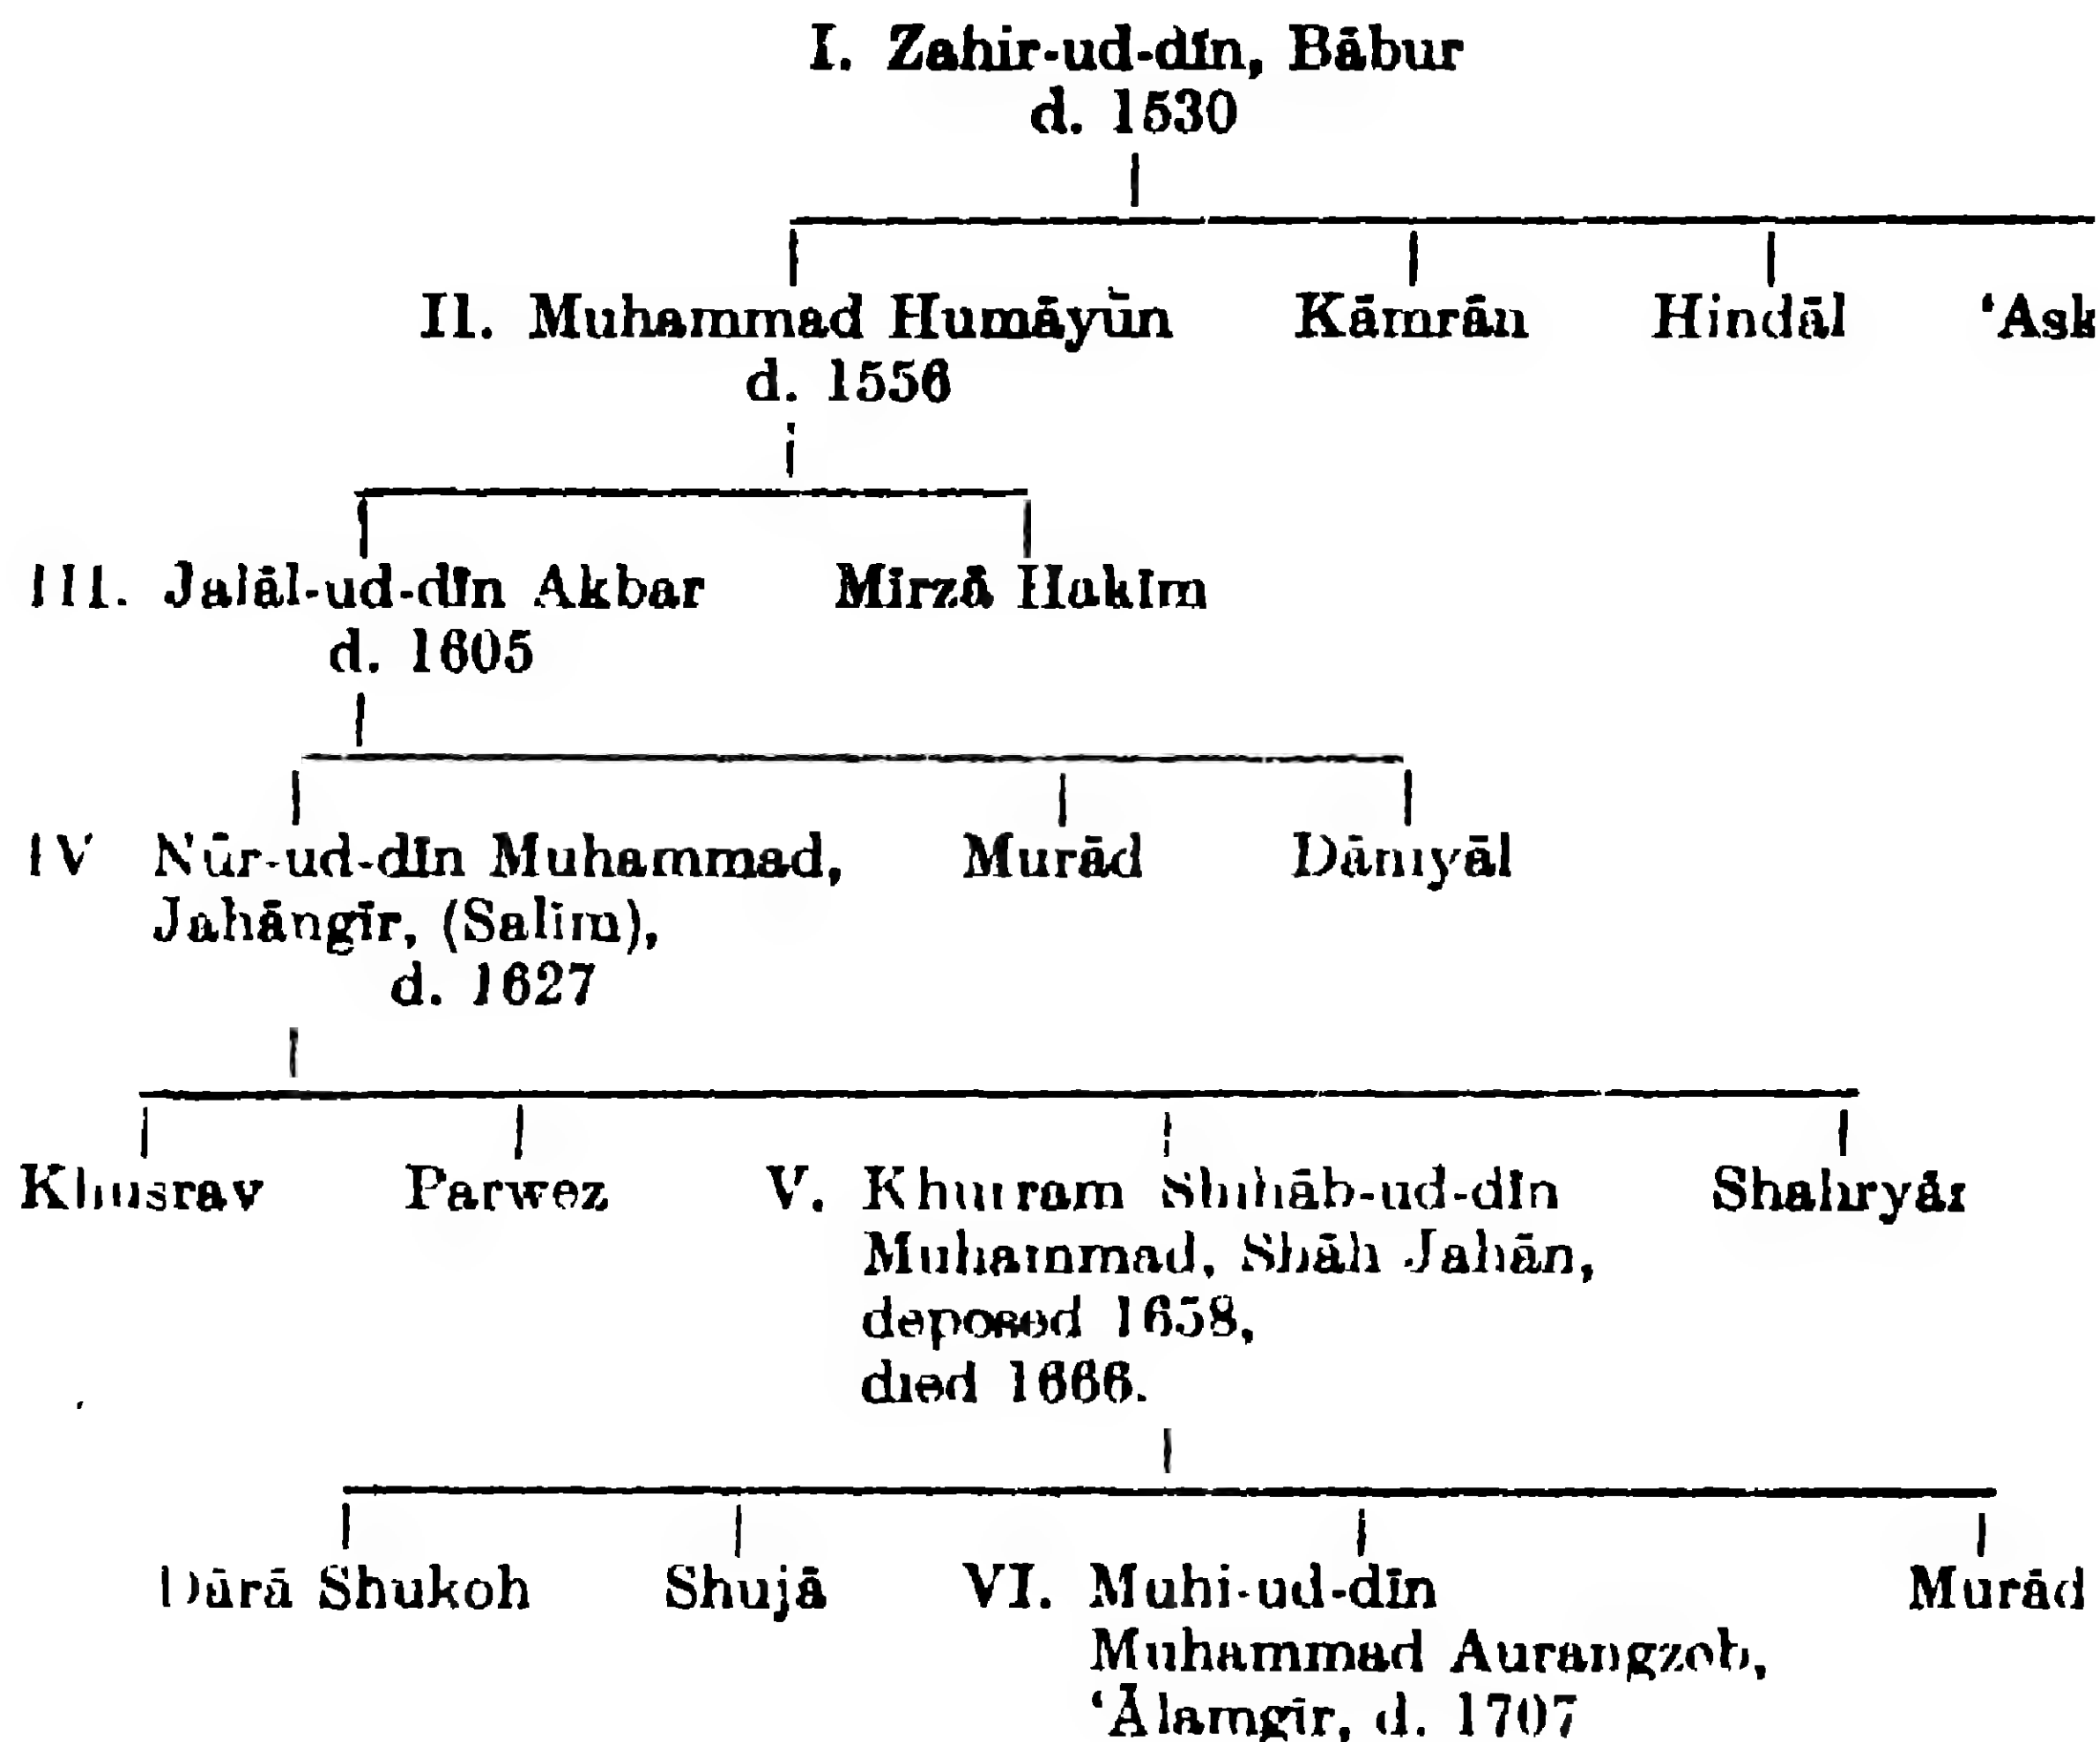 I. Zahir-ud-dīn, Bābur
d. 1530
II. Muhammad Humāyūn Kāmrān Hindāl ‘Ask
d. 1556
III. Jalāl-ud-dīn Akbar Mirzā Hakīm
d. 1605
IV Nūr-ud-dīn Muhammad, Murād Dāniyāl
Jahāngīr, (Salim),
d. 1627
Khusrav Parwez V. Khurram Shihāb-ud-dīn Shahryār
Muhammad, Shāh Jahān,
deposed 1658,
died 1666.
Dārā Shukoh Shujā VI. Muhi-ud-dīn Murād
Muhammad Aurangzeb,
‘Ālamgīr, d. 1707